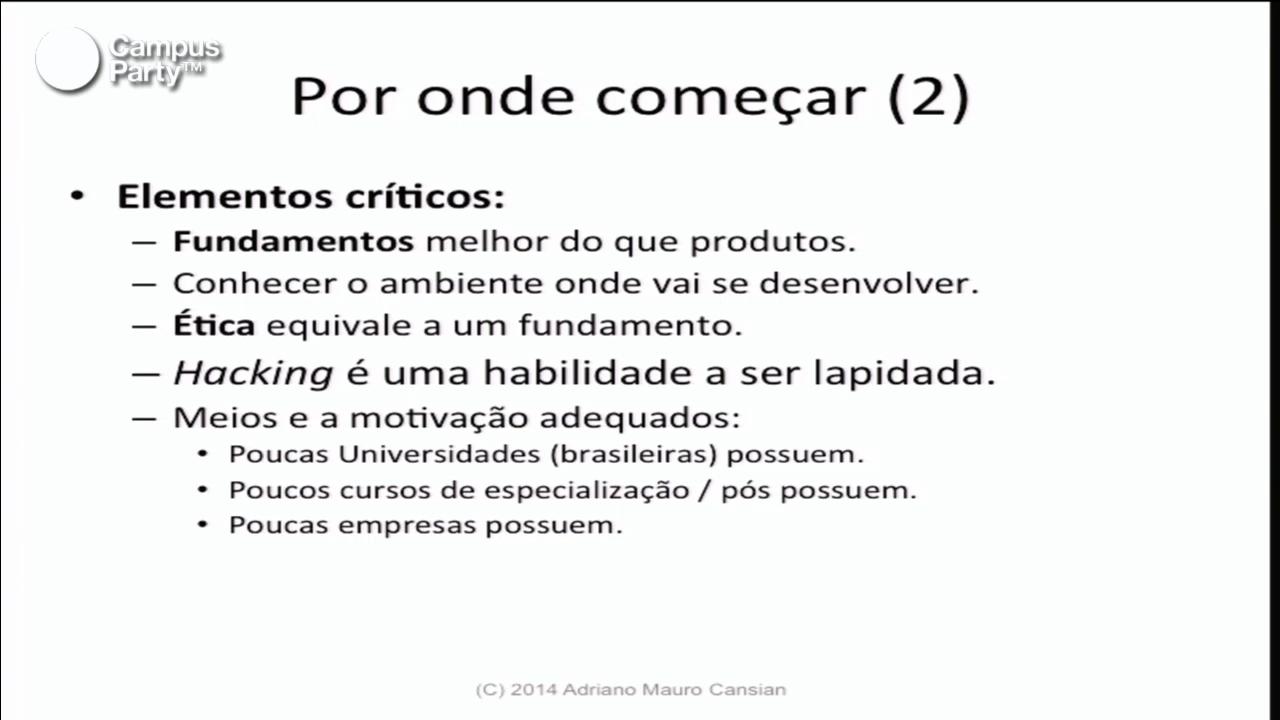 Campus
Party™
Por onde começar (2)
• Elementos críticos:
– Fundamentos melhor do que produtos.
– Conhecer o ambiente onde vai se desenvolver.
– Ética equivale a um fundamento.
– Hacking é uma habilidade a ser lapidada.
– Meios e a motivação adequados:
• Poucas Universidades (brasileiras) possuem.
• Poucos cursos de especialização / pós possuem.
• Poucas empresas possuem.
(C) 2014 Adriano Mauro Cansian